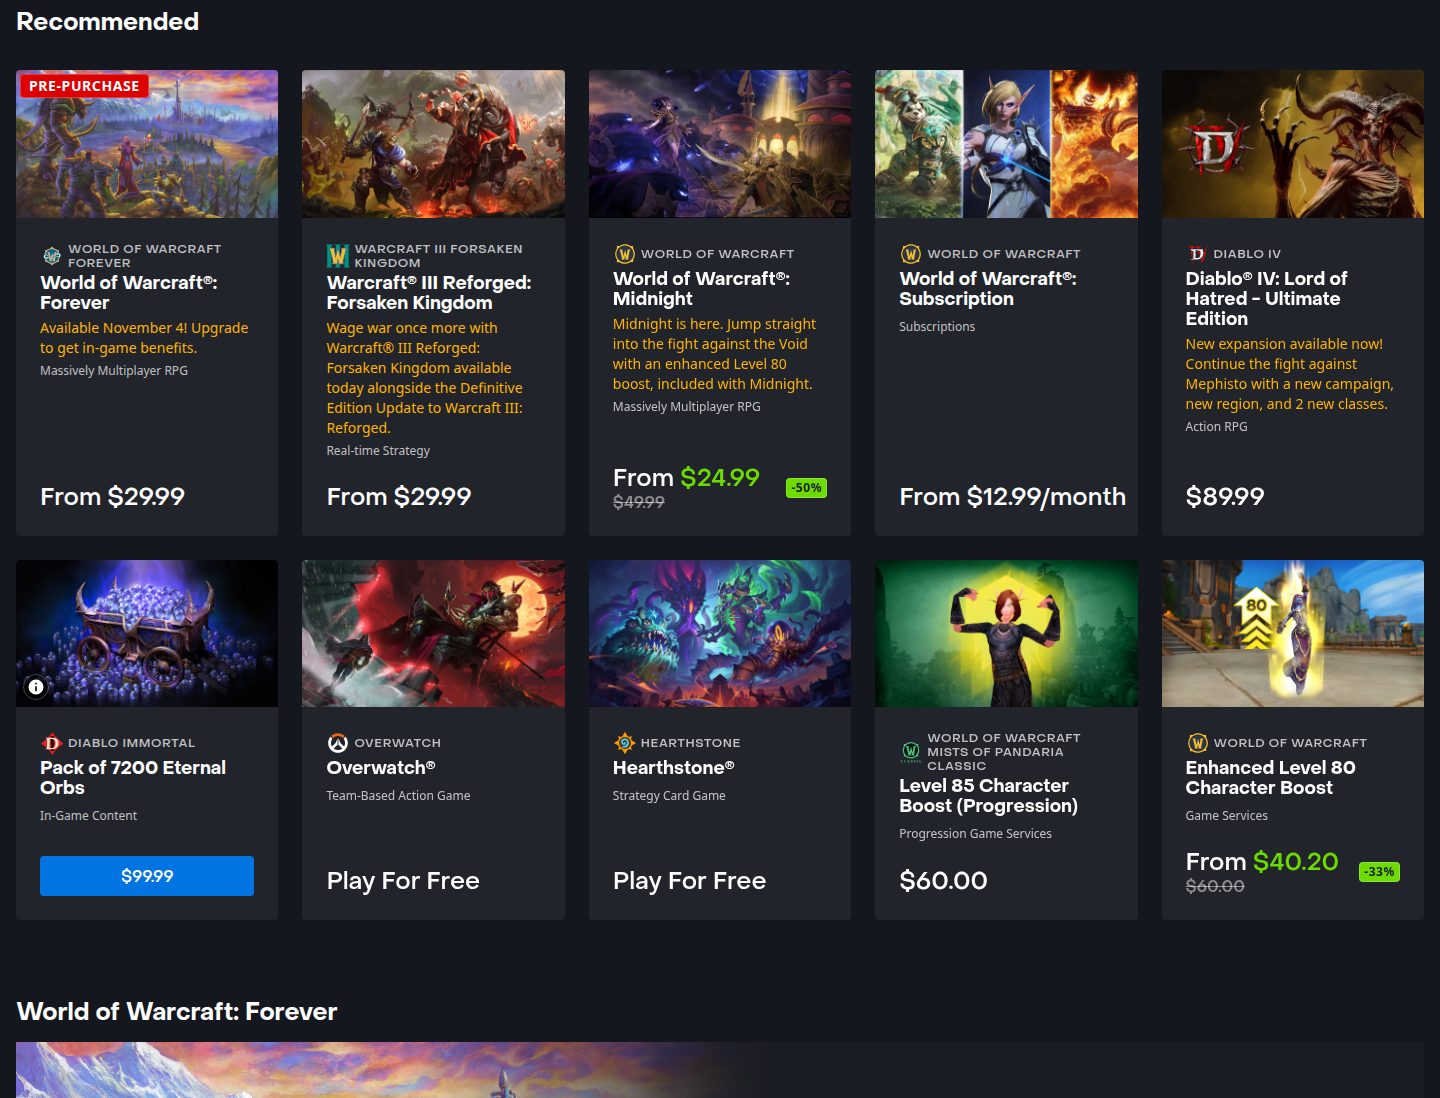 Recommended
PRE-PURCHASE
WORLD OF WARCRAFT
FOREVER
World of Warcraft®:
Forever
Available November 4! Upgrade
to get in-game benefits.
Massively Multiplayer RPG
From $29.99
WARCRAFT III FORSAKEN
KINGDOM
Warcraft® III Reforged:
Forsaken Kingdom
Wage war once more with
Warcraft® III Reforged:
Forsaken Kingdom available
today alongside the Definitive
Edition Update to Warcraft III:
Reforged.
Real-time Strategy
From $29.99
WORLD OF WARCRAFT
World of Warcraft®:
Midnight
Midnight is here. Jump straight
into the fight against the Void
with an enhanced Level 80
boost, included with Midnight.
Massively Multiplayer RPG
From $24.99
$49.99
-50%
WORLD OF WARCRAFT
World of Warcraft®:
Subscription
Subscriptions
From $12.99/month
DIABLO IV
Diablo® IV: Lord of
Hatred – Ultimate
Edition
New expansion available now!
Continue the fight against
Mephisto with a new campaign,
new region, and 2 new classes.
Action RPG
$89.99
DIABLO IMMORTAL
Pack of 7200 Eternal
Orbs
In-Game Content
$99.99
OVERWATCH
Overwatch®
Team-Based Action Game
Play For Free
HEARTHSTONE
Hearthstone®
Strategy Card Game
Play For Free
WORLD OF WARCRAFT
MISTS OF PANDARIA
CLASSIC
Level 85 Character
Boost (Progression)
Progression Game Services
$60.00
80
WORLD OF WARCRAFT
Enhanced Level 80
Character Boost
Game Services
From $40.20
$60.00
-33%
World of Warcraft: Forever